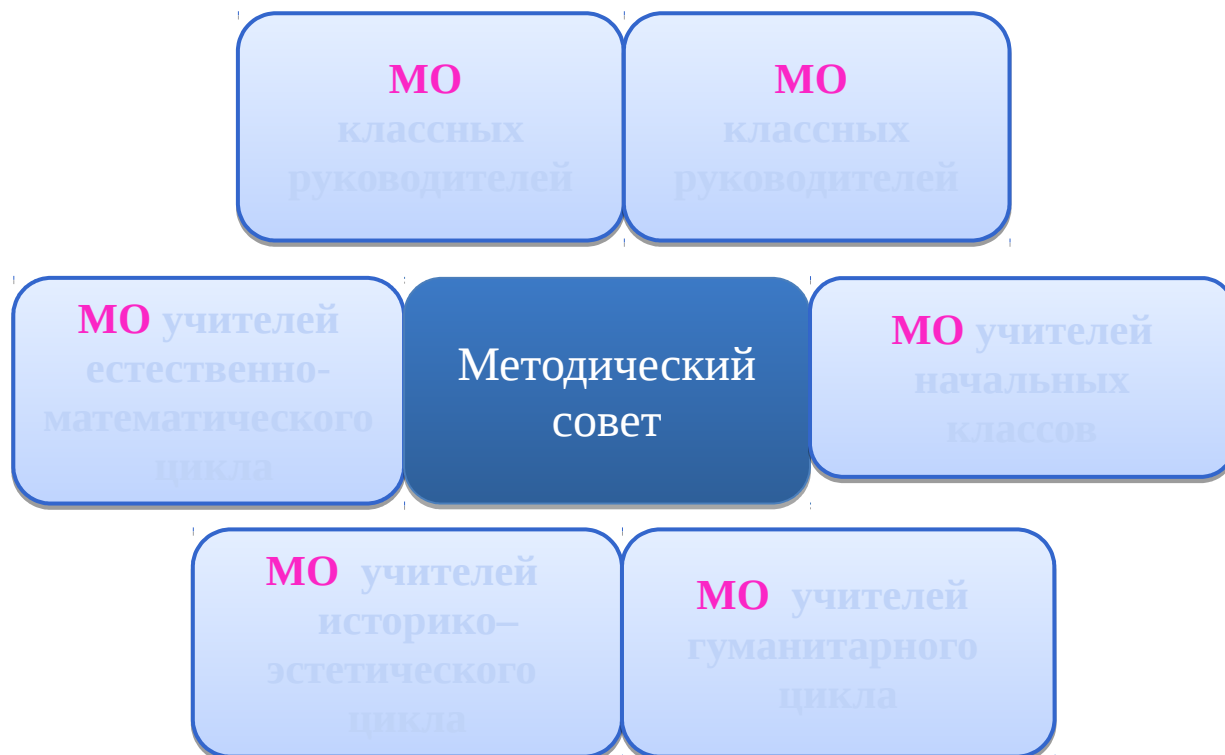 МО
классных
руководителей
МО
классных
руководителей
МО учителей
естественно-
математического
цикла
Методический
совет
МО учителей
начальных
классов
МО учителей
историко–
эстетического
цикла
МО учителей
гуманитарного
цикла